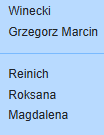 Winecki
Grzegorz Marcin
Reinich
Roksana
Magdalena